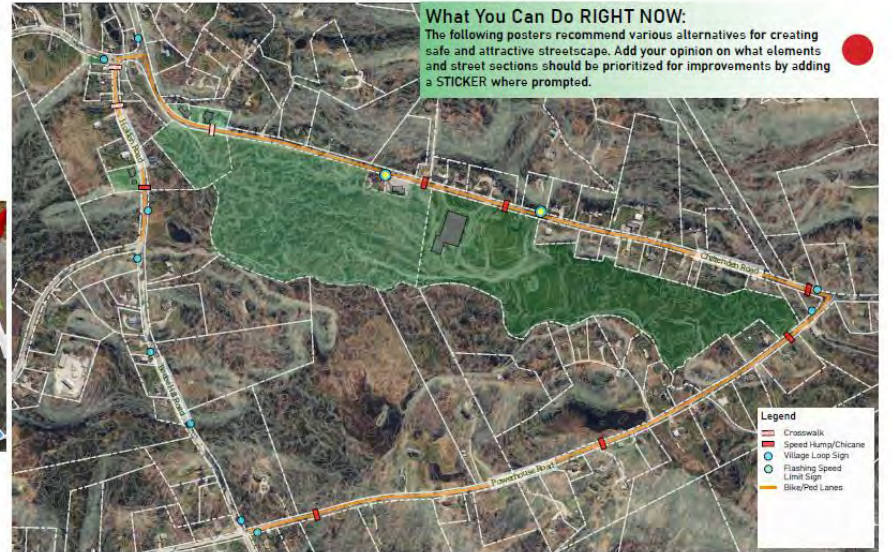 What You Can Do RIGHT NOW:
The following posters recommend various alternatives for creating
safe and attractive streetscape. Add your opinion on what elements
and street sections should be prioritized for improvements by adding
a STICKER where prompted.
Chittenden Road
Powerhouse Road
Legend
Crosswalk
Speed Hump/Chicane
Village Loop Sign
Flashing Speed
Limit Sign
Bike/Ped Lanes